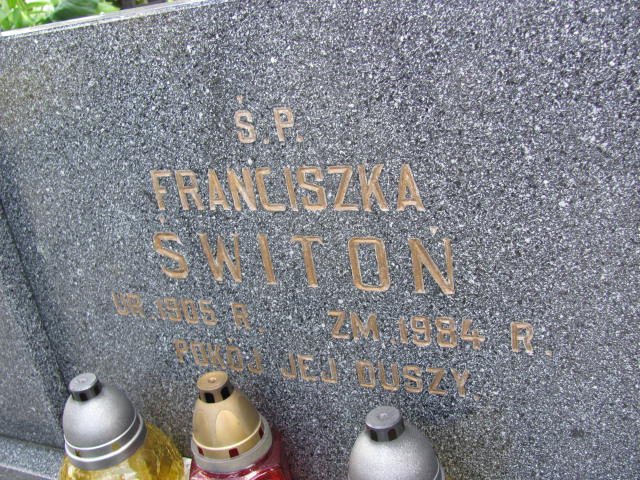 Ś.P.
FRANCISZKA
ŚWITOŃ
UR. 1905 R. ZM. 1984 R.
POKÓJ JEJ DUSZY